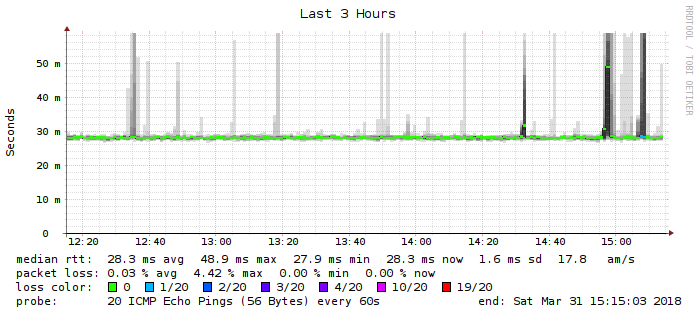 Last 3 Hours
RRDTOOL / TOBI OETIKER
Seconds
50 m
40 m
30 m
20 m
10 m
0
12:20 12:40 13:00 13:20 13:40 14:00 14:20 14:40 15:00
median rtt: 28.3 ms avg 48.9 ms max 27.9 ms min 28.3 ms now 1.6 ms sd 17.8 am/s
packet loss: 0.03 % avg 4.42 % max 0.00 % min 0.00 % now
loss color: 0 1/20 2/20 3/20 4/20 10/20 19/20
probe: 20 ICMP Echo Pings (56 Bytes) every 60s end: Sat Mar 31 15:15:03 2018